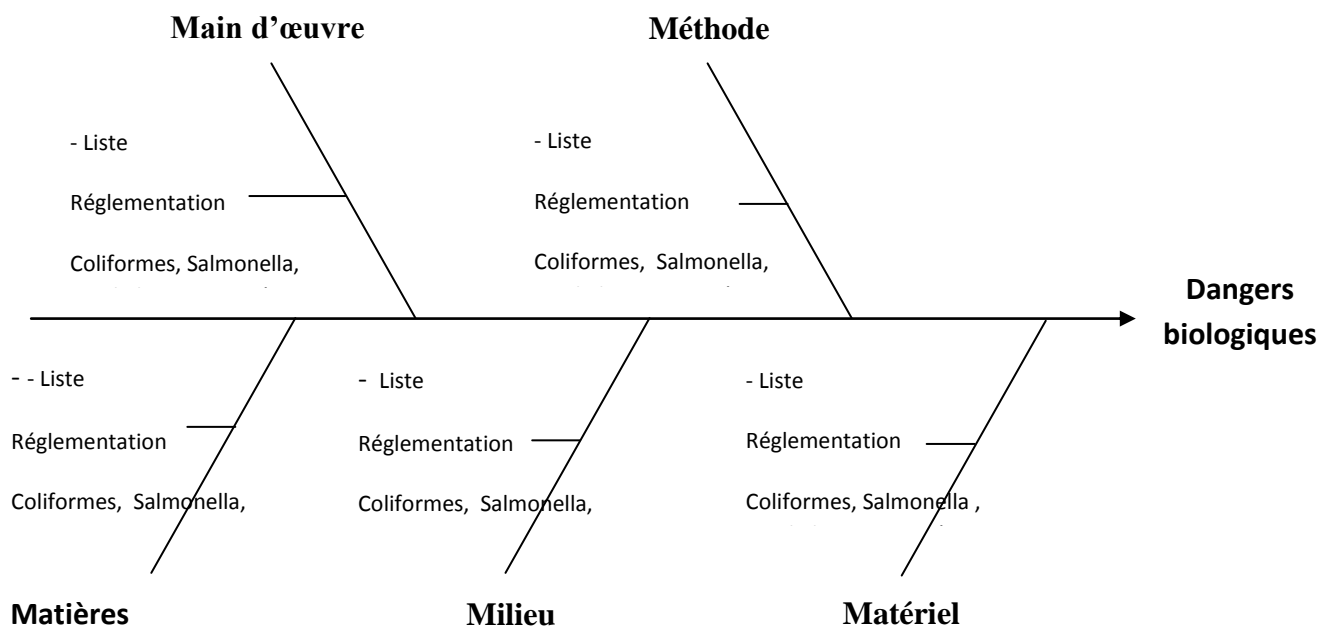 Main d’œuvre
Méthode
- Liste
Réglementation
Coliformes, Salmonella,
- Liste
Réglementation
Coliformes, Salmonella,
Dangers
biologiques
- - Liste
Réglementation
Coliformes, Salmonella,
- Liste
Réglementation
Coliformes, Salmonella,
- Liste
Réglementation
Coliformes, Salmonella ,
Matières
Milieu
Matériel